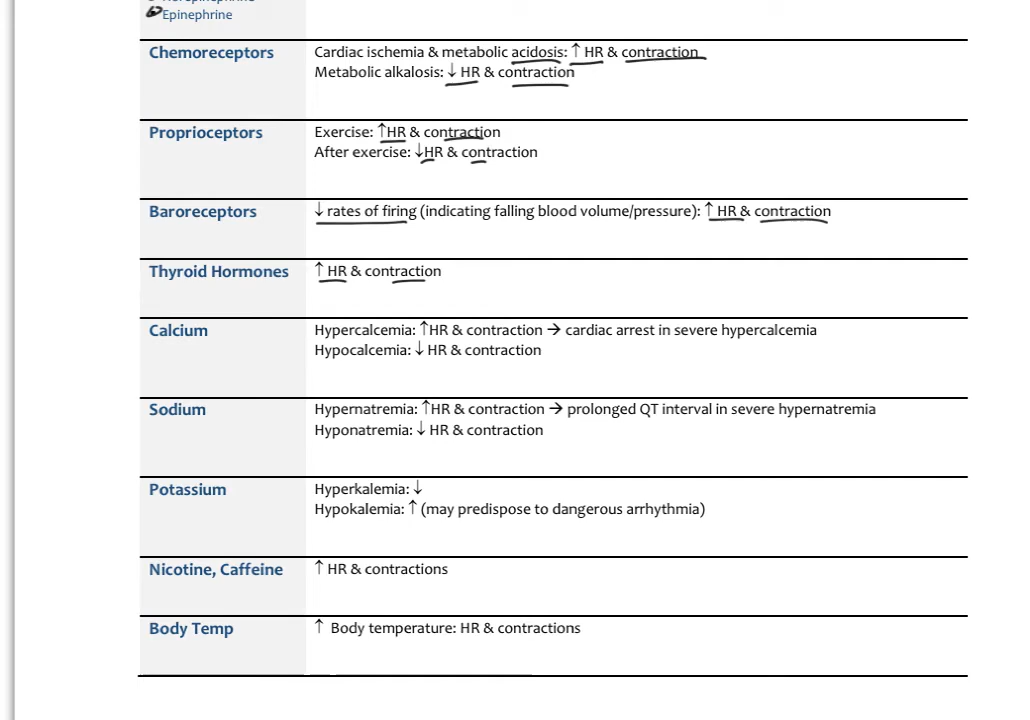 Epinephrine
Chemoreceptors
Cardiac ischemia & metabolic acidosis: ↑ HR & contraction
Metabolic alkalosis: ↓ HR & contraction
Proprioceptors
Exercise: ↑HR & contraction
After exercise: ↓HR & contraction
Baroreceptors
↓ rates of firing (indicating falling blood volume/pressure): ↑ HR & contraction
Thyroid Hormones
↑ HR & contraction
Calcium
Hypercalcemia: ↑HR & contraction → cardiac arrest in severe hypercalcemia
Hypocalcemia: ↓ HR & contraction
Sodium
Hypernatremia: ↑HR & contraction → prolonged QT interval in severe hypernatremia
Hyponatremia: ↓ HR & contraction
Potassium
Hyperkalemia: ↓
Hypokalemia: ↑ (may predispose to dangerous arrhythmia)
Nicotine, Caffeine
↑ HR & contractions
Body Temp
↑ Body temperature: HR & contractions